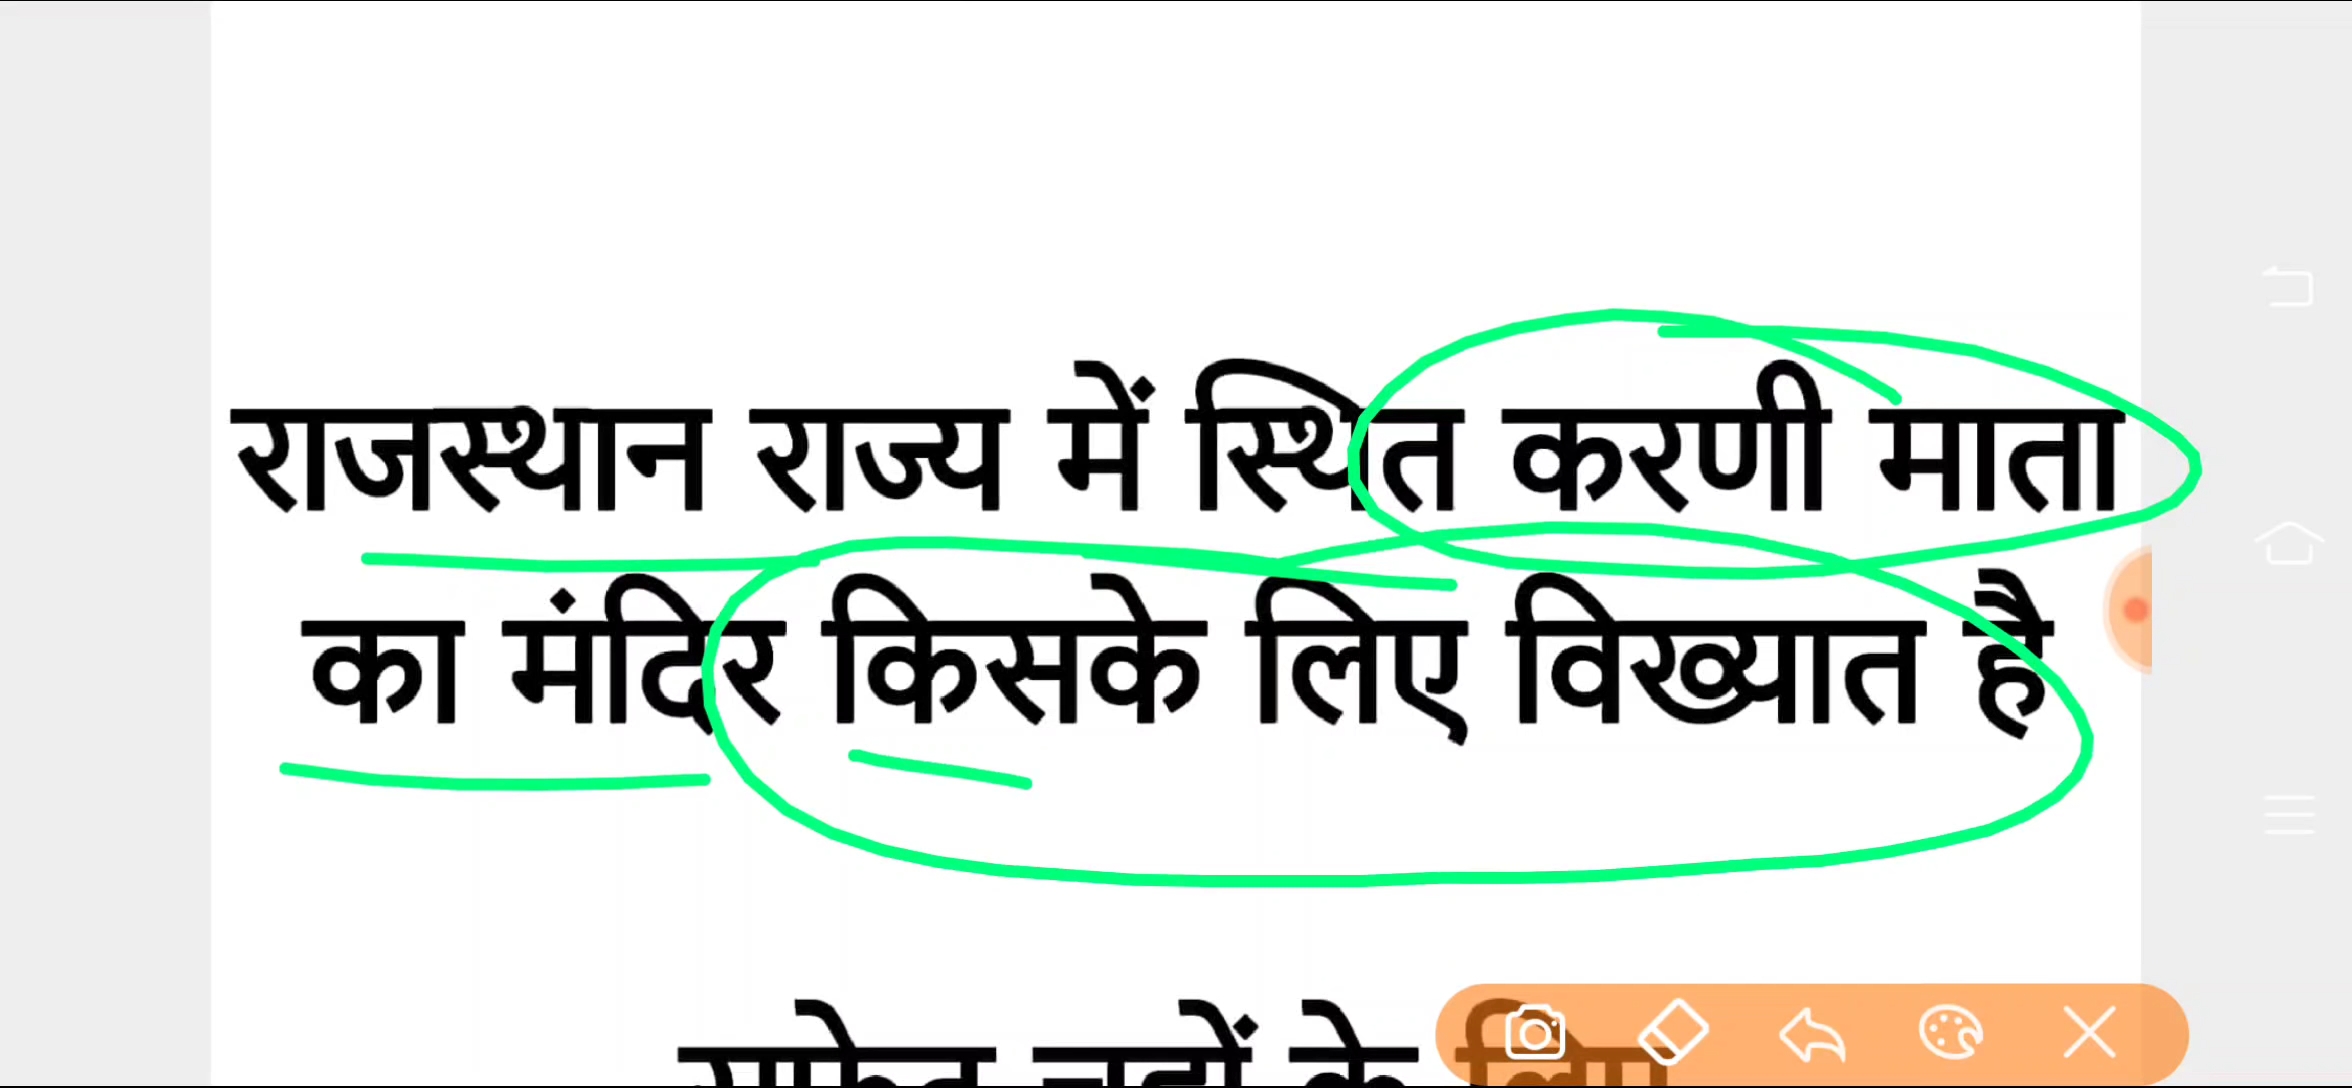 राजस्थान राज्य में स्थित करणी माता
का मंदिर किसके लिए विख्यात है
के